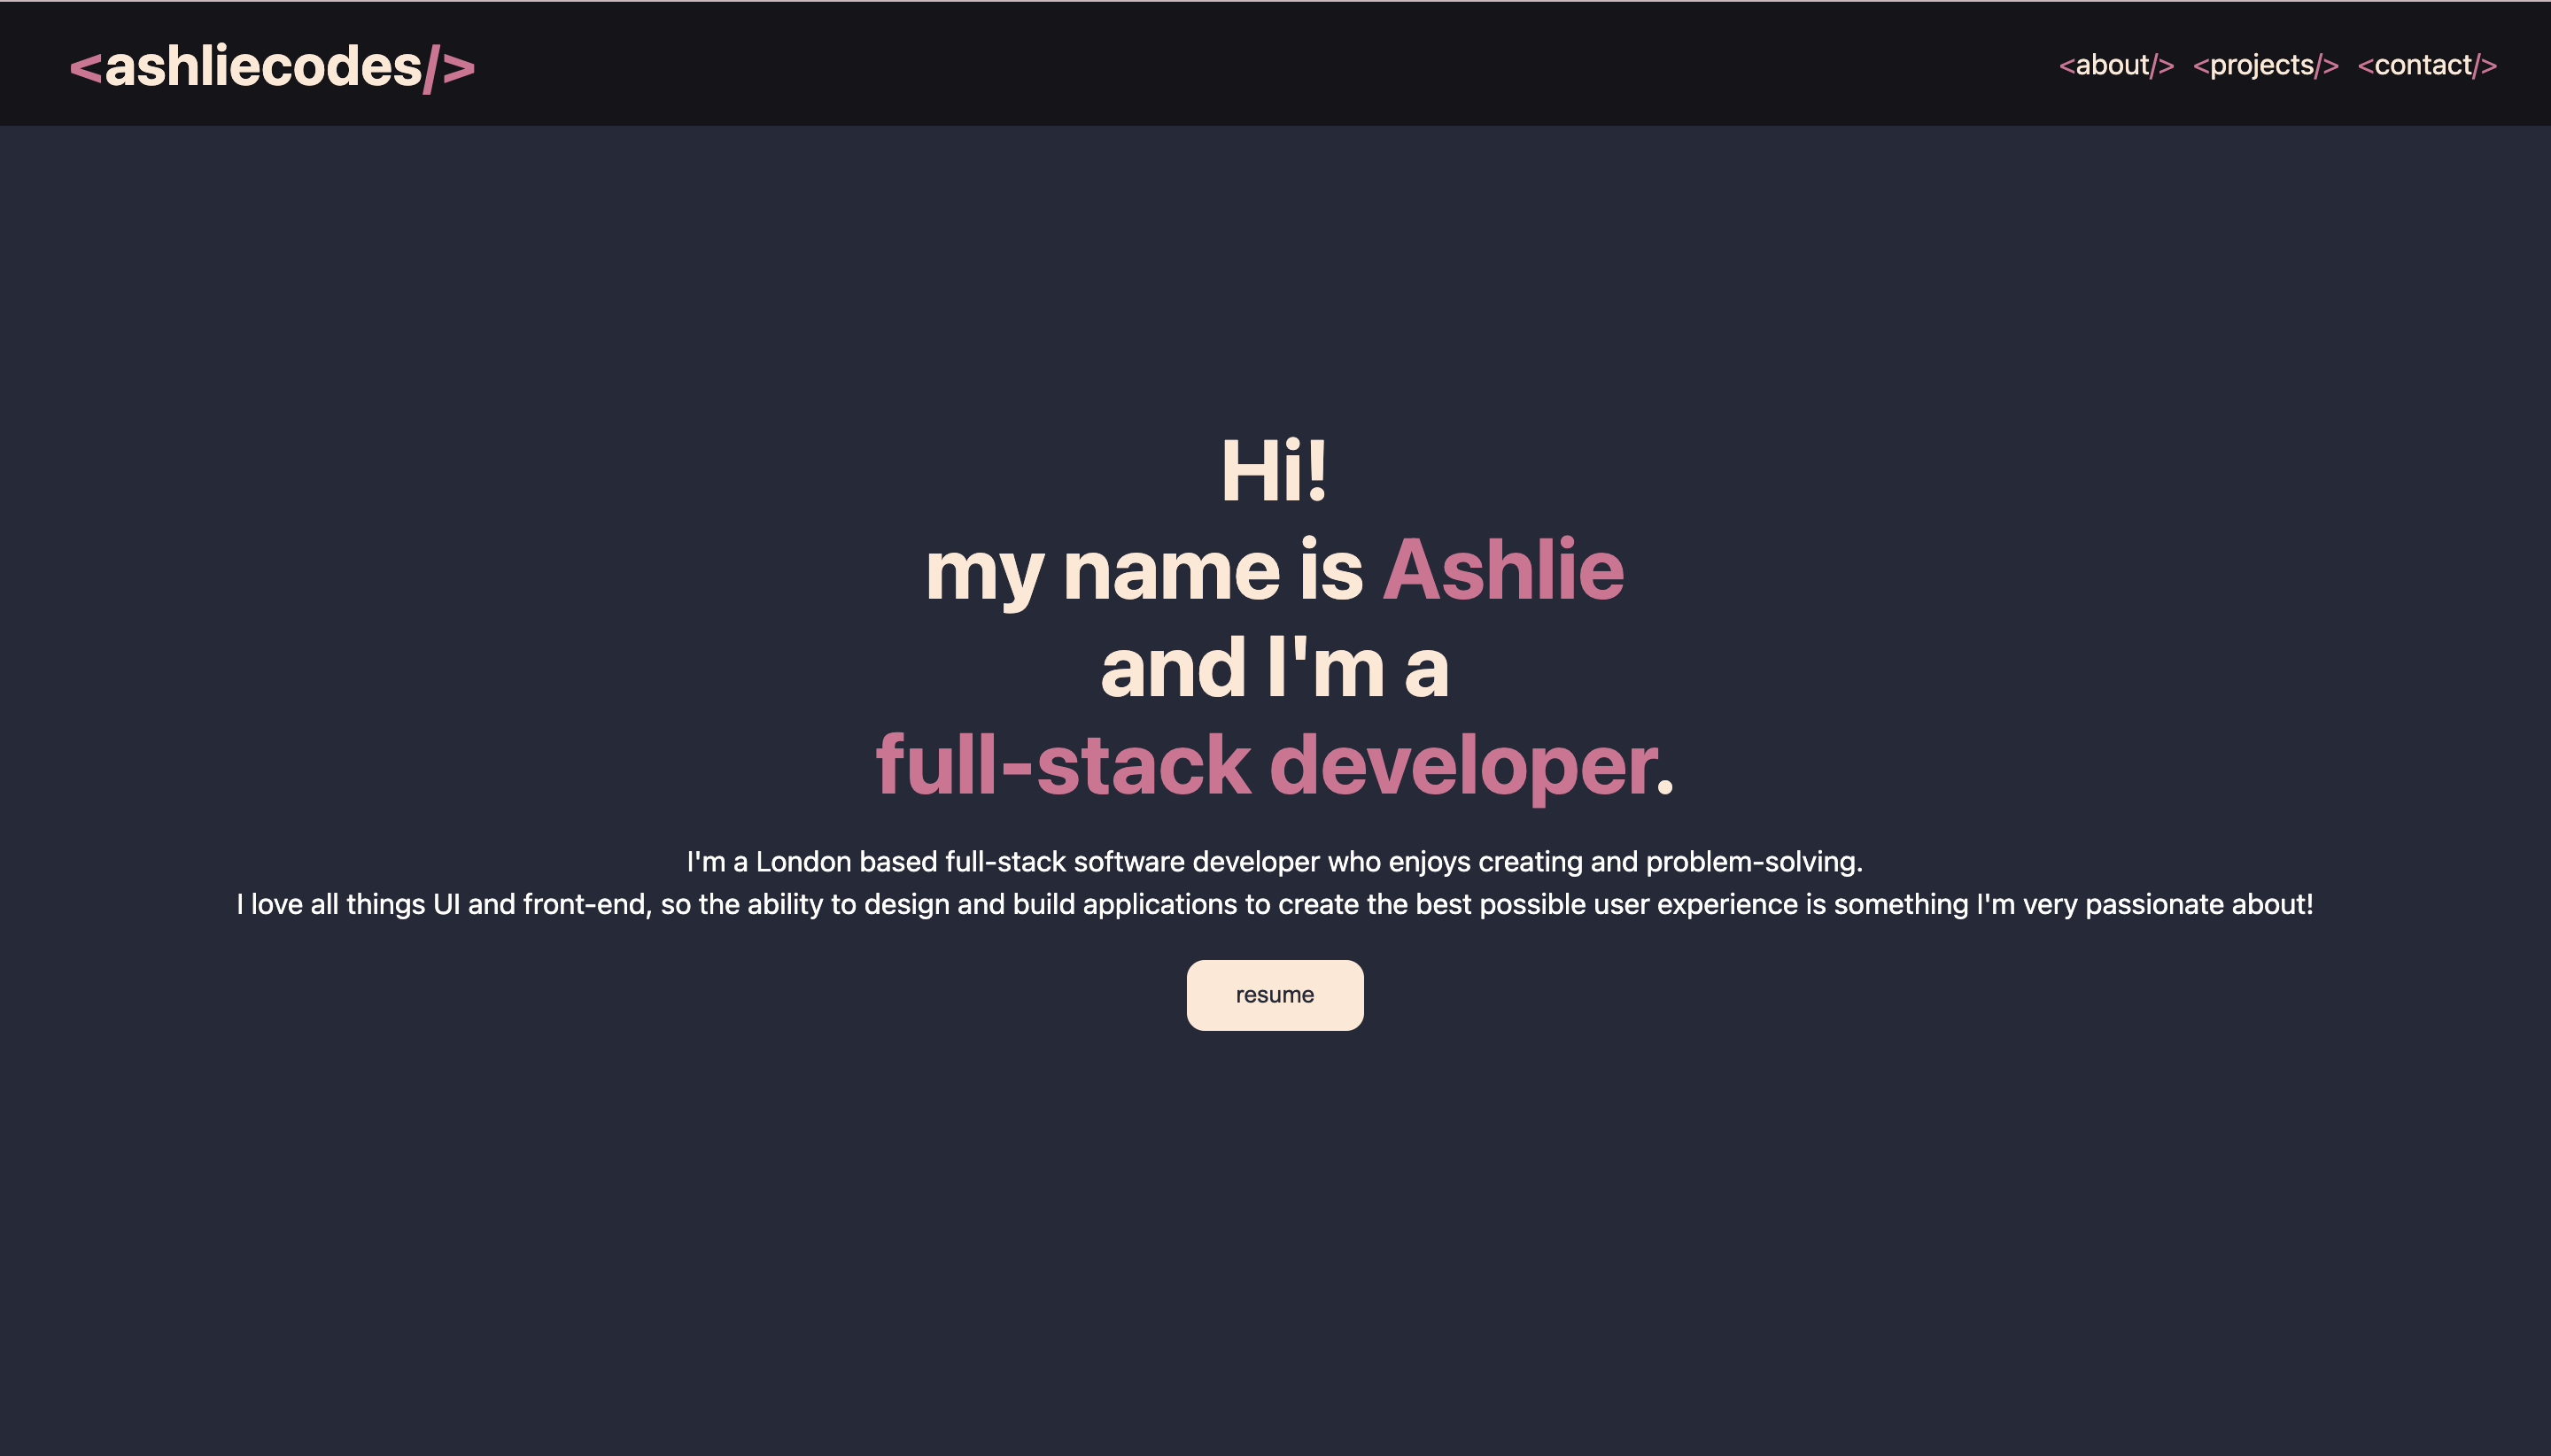 <ashliecodes/>
<about/> <projects/> <contact/>
Hi!
my name is Ashlie
and I'm a
full-stack developer.
I'm a London based full-stack software developer who enjoys creating and problem-solving.
I love all things UI and front-end, so the ability to design and build applications to create the best possible user experience is something I'm very passionate about!
resume